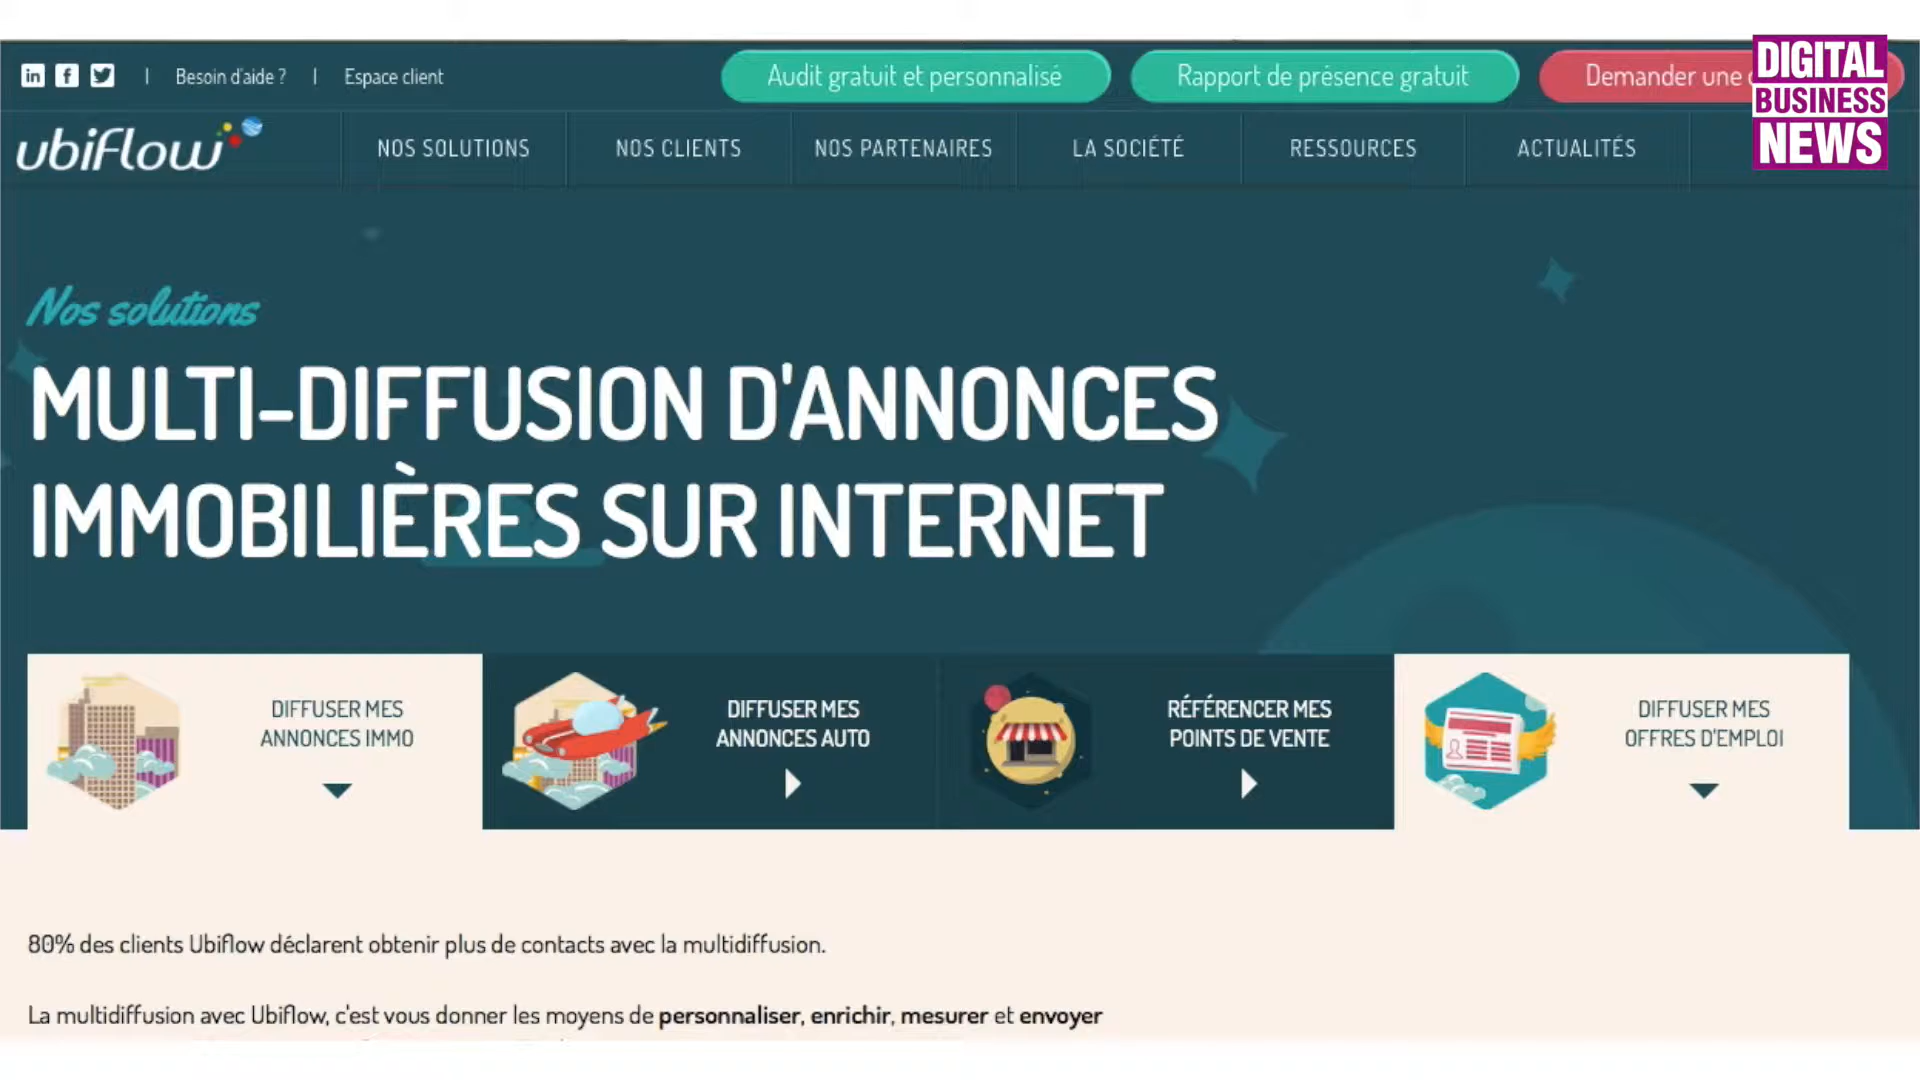 Besoin d'aide ?
Espace client
Audit gratuit et personnalisé
Rapport de présence gratuit
Demander une
DIGITAL
BUSINESS
NEWS
ubiflow
NOS SOLUTIONS
NOS CLIENTS
NOS PARTENAIRES
LA SOCIÉTÉ
RESSOURCES
ACTUALITÉS
Nos solutions
MULTI-DIFFUSION D'ANNONCES
IMMOBILIÈRES SUR INTERNET
DIFFUSER MES
ANNONCES IMMO
DIFFUSER MES
ANNONCES AUTO
RÉFÉRENCER MES
POINTS DE VENTE
DIFFUSER MES
OFFRES D'EMPLOI
80% des clients Ubiflow déclarent obtenir plus de contacts avec la multidiffusion.
La multidiffusion avec Ubiflow, c'est vous donner les moyens de personnaliser, enrichir, mesurer et envoyer